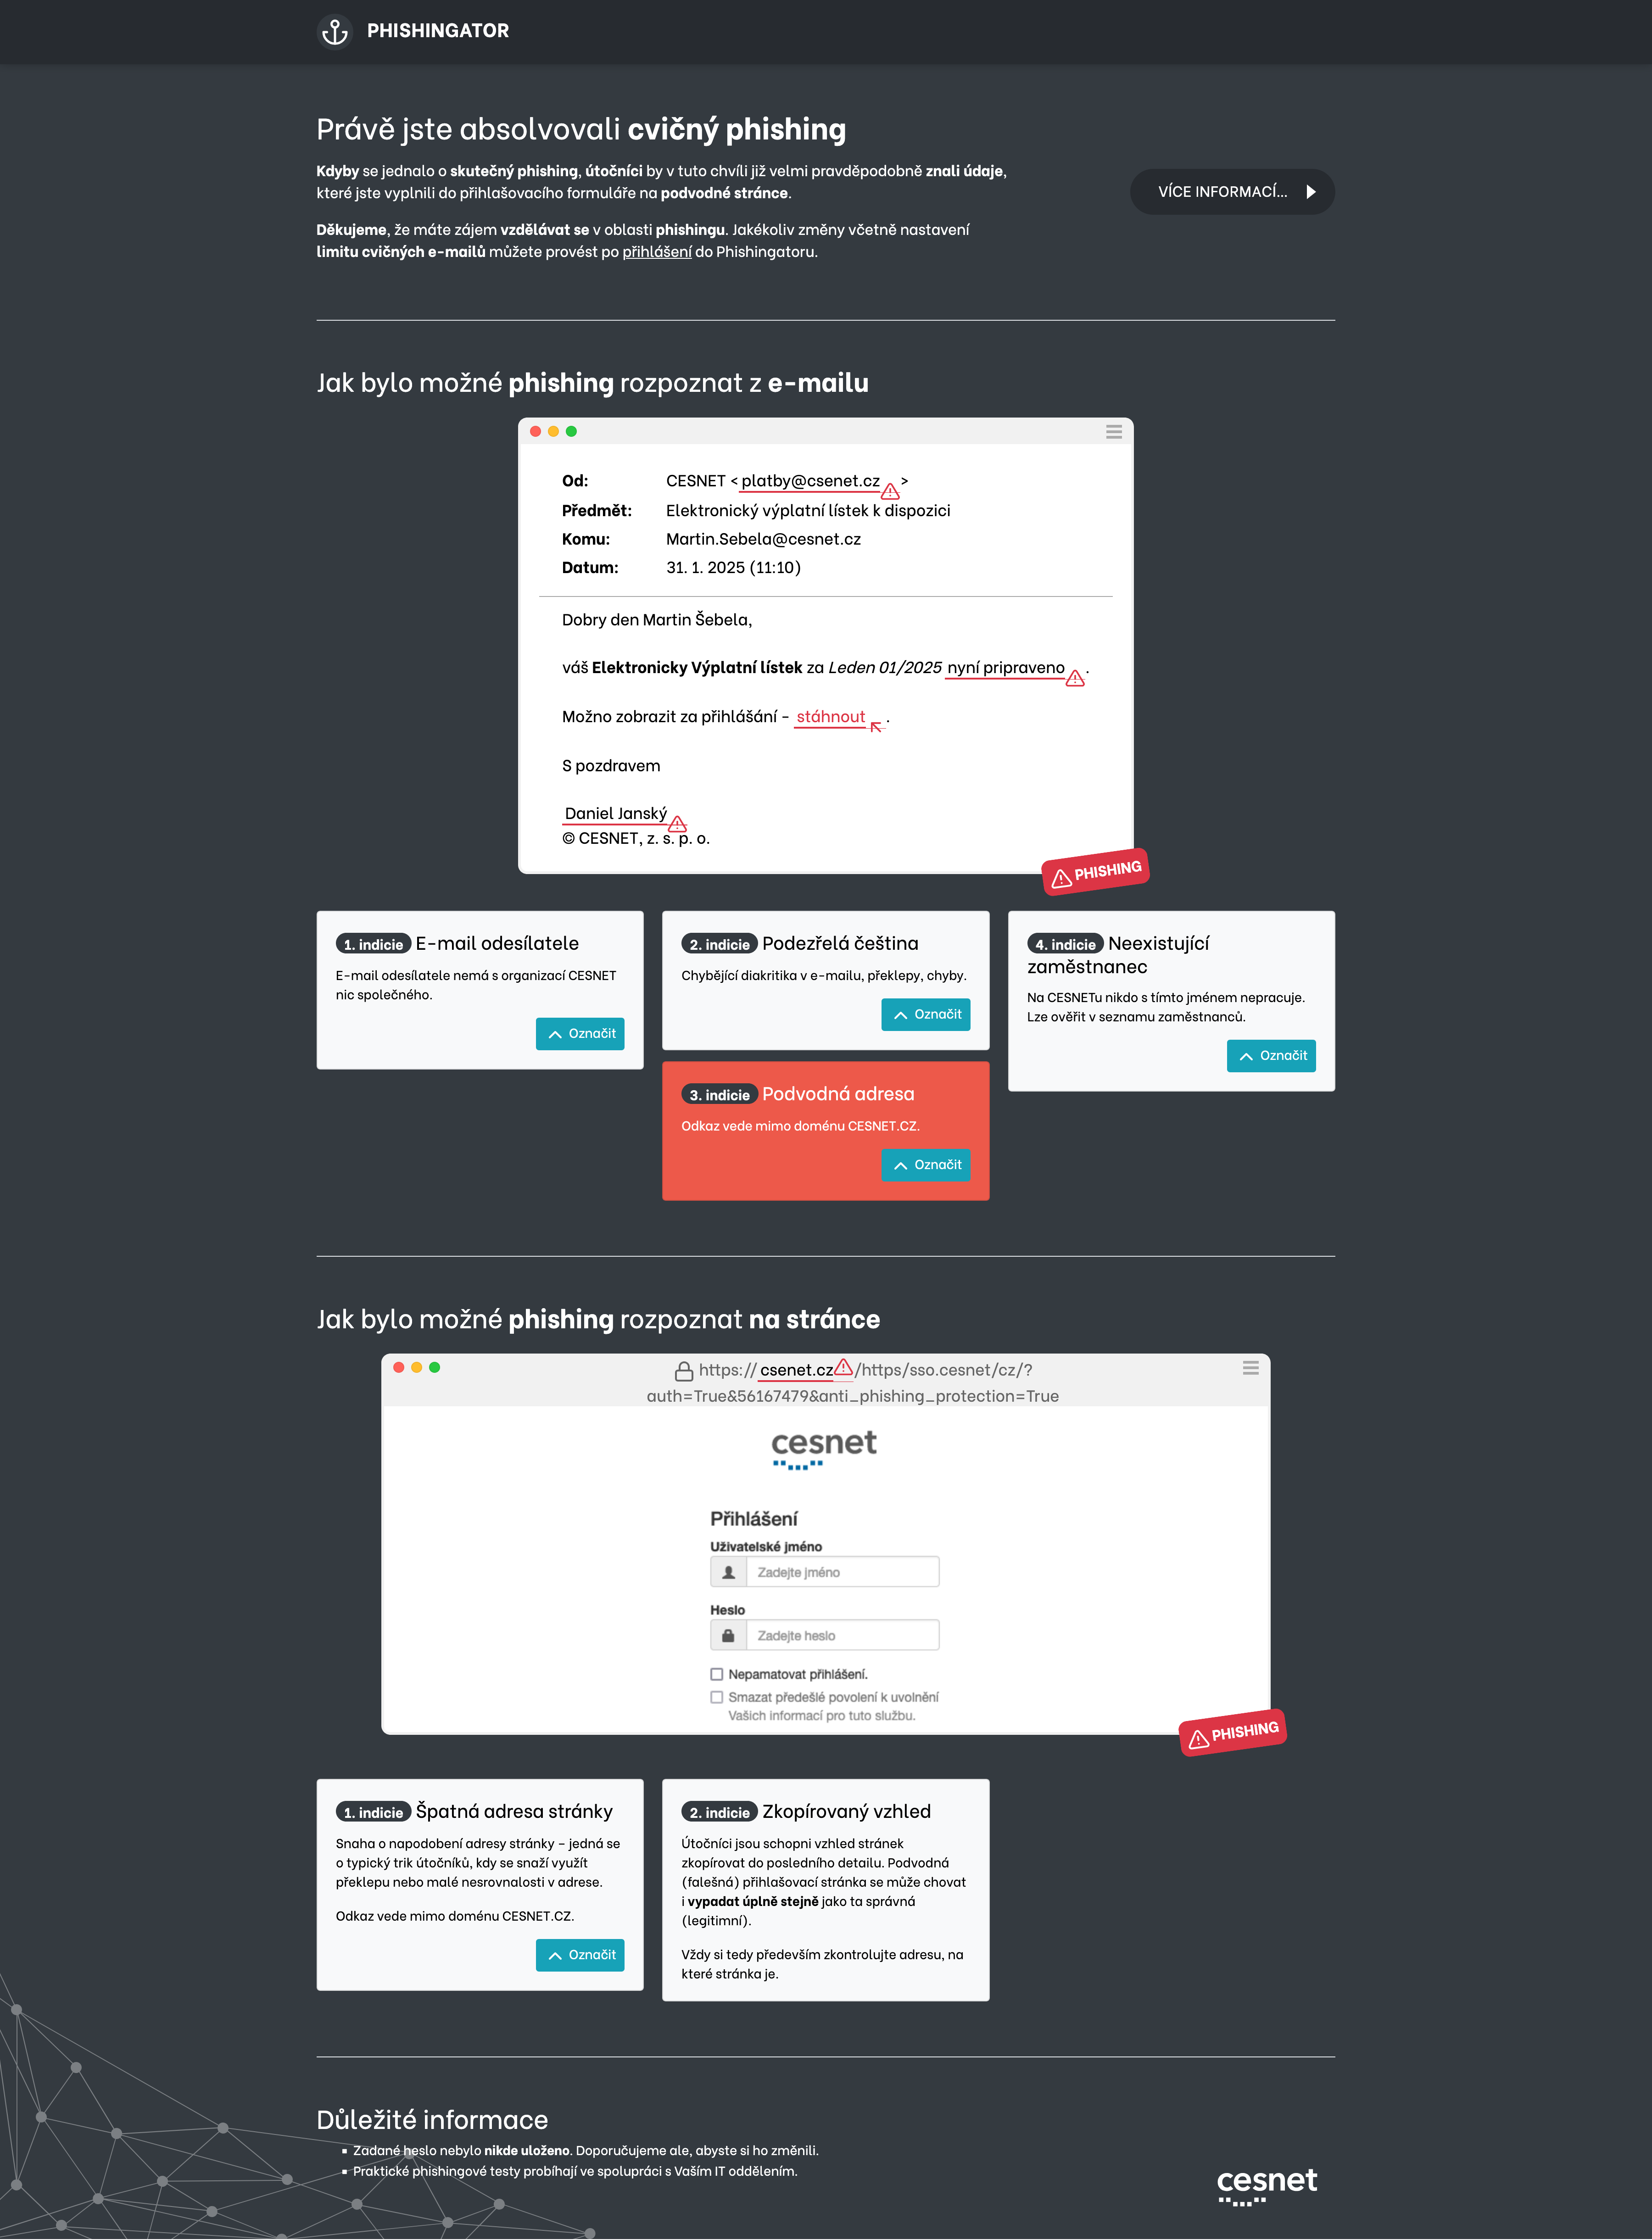 PHISHINGATOR
Právě jste absolvovali cvičný phishing
Kdyby se jednalo o skutečný phishing, útočníci by v tuto chvíli již velmi pravděpodobně znali údaje,
které jste vyplnili do přihlašovacího formuláře na podvodné stránce.
VÍCE INFORMACÍ...
Děkujeme, že máte zájem vzdělávat se v oblasti phishingu. Jakékoliv změny včetně nastavení
limitu cvičných e-mailů můžete provést po přihlášení do Phishingatoru.
Jak bylo možné phishing rozpoznat z e-mailu
Od: CESNET <platby@csenet.cz>
Předmět: Elektronický výplatní lístek k dispozici
Komu: Martin.Sebela@cesnet.cz
Datum: 31. 1. 2025 (11:10)
Dobry den Martin Šebela,
váš Elektronicky Výplatní lístek za Leden 01/2025 nyní pripraveno.
Možno zobrazit za přihlášání - stáhnout.
S pozdravem
Daniel Janský
© CESNET, z. s. p. o.
PHISHING
1. indicie E-mail odesílatele
E-mail odesílatele nemá s organizací CESNET
nic společného.
Označit
2. indicie Podezřelá čeština
Chybějící diakritika v e-mailu, překlepy, chyby.
Označit
3. indicie Podvodná adresa
Odkaz vede mimo doménu CESNET.CZ.
Označit
4. indicie Neexistující
zaměstnanec
Na CESNETu nikdo s tímto jménem nepracuje.
Lze ověřit v seznamu zaměstnanců.
Označit
Jak bylo možné phishing rozpoznat na stránce
https://csenet.cz/https/sso.cesnet/cz/?
auth=True&56167479&anti_phishing_protection=True
cesnet
Přihlášení
Uživatelské jméno
Zadejte jméno
Heslo
Zadejte heslo
Nepamatovat přihlášení.
Smazat předešlé povolení k uvolnění
Vašich informací pro tuto službu.
PHISHING
1. indicie Špatná adresa stránky
Snaha o napodobení adresy stránky – jedná se
o typický trik útočníků, kdy se snaží využít
překlepu nebo malé nesrovnalosti v adrese.
Odkaz vede mimo doménu CESNET.CZ.
Označit
2. indicie Zkopírovaný vzhled
Útočníci jsou schopni vzhled stránek
zkopírovat do posledního detailu. Podvodná
(falešná) přihlašovací stránka se může chovat
i vypadat úplně stejně jako ta správná
(legitimní).
Vždy si tedy především zkontrolujte adresu, na
které stránka je.
Důležité informace
Zadané heslo nebylo nikde uloženo. Doporučujeme ale, abyste si ho změnili.
Praktické phishingové testy probíhají ve spolupráci s Vaším IT oddělením.
cesnet